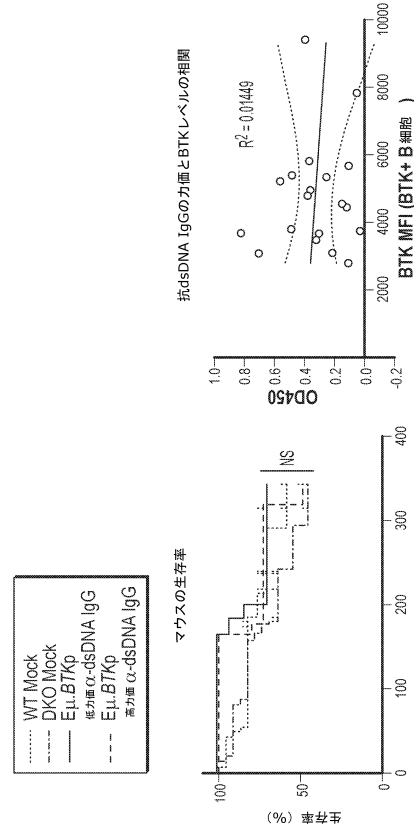 WT Mock
DKO Mock
Eμ.BTKp
低力価 α-dsDNA IgG
Eμ.BTKp
高力価 α-dsDNA IgG
マウスの生存率
生存率 (%)
100
50
0
0
100
200
300
400
NS
抗dsDNA IgGの力価とBTKレベルの相関
OD450
1.0
0.8
0.6
0.4
0.2
0.0
-0.2
R² = 0.01449
2000
4000
6000
8000
10000
BTK MFI (BTK+ B 細胞 )